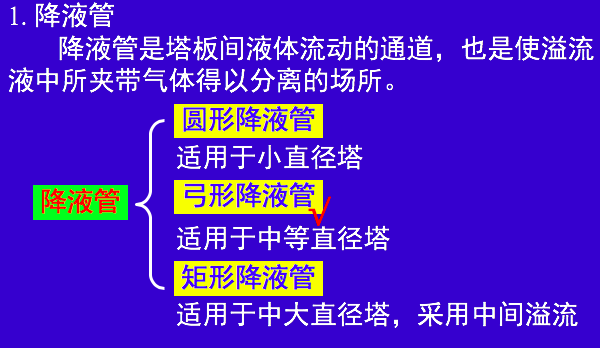 1. 降液管
降液管是塔板间液体流动的通道，也是使溢流
液中所夹带气体得以分离的场所。
圆形降液管
适用于小直径塔
降液管
弓形降液管
√
适用于中等直径塔
矩形降液管
适用于中大直径塔，采用中间溢流